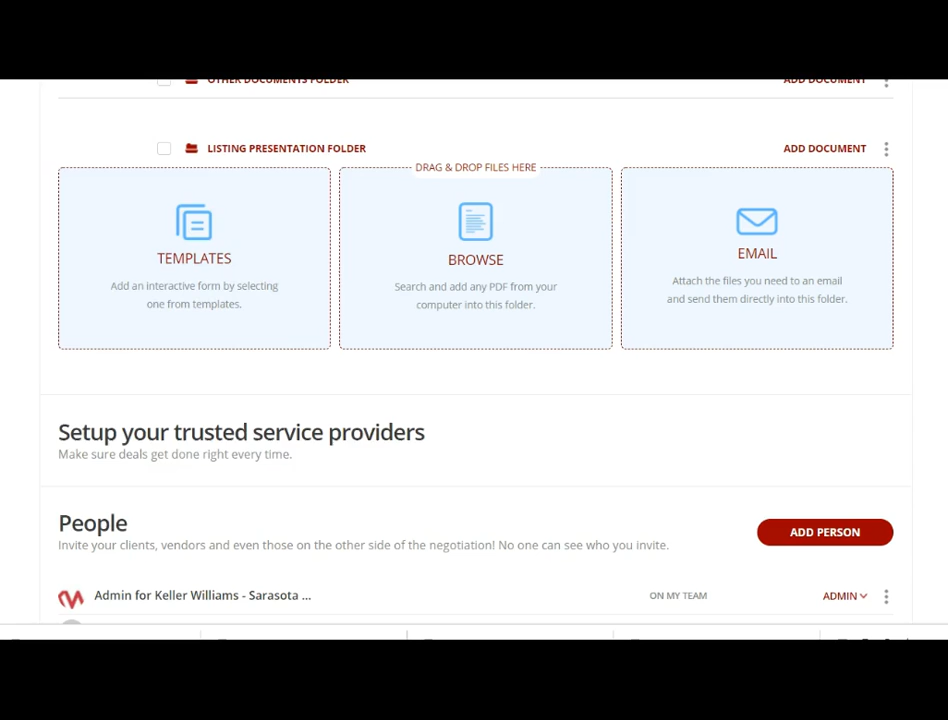 OTHER DOCUMENTS FOLDER
ADD DOCUMENT
LISTING PRESENTATION FOLDER
ADD DOCUMENT
DRAG & DROP FILES HERE
TEMPLATES
Add an interactive form by selecting
one from templates.
BROWSE
Search and add any PDF from your
computer into this folder.
EMAIL
Attach the files you need to an email
and send them directly into this folder.
Setup your trusted service providers
Make sure deals get done right every time.
People
Invite your clients, vendors and even those on the other side of the negotiation! No one can see who you invite.
ADD PERSON
Admin for Keller Williams - Sarasota ...
ON MY TEAM
ADMIN